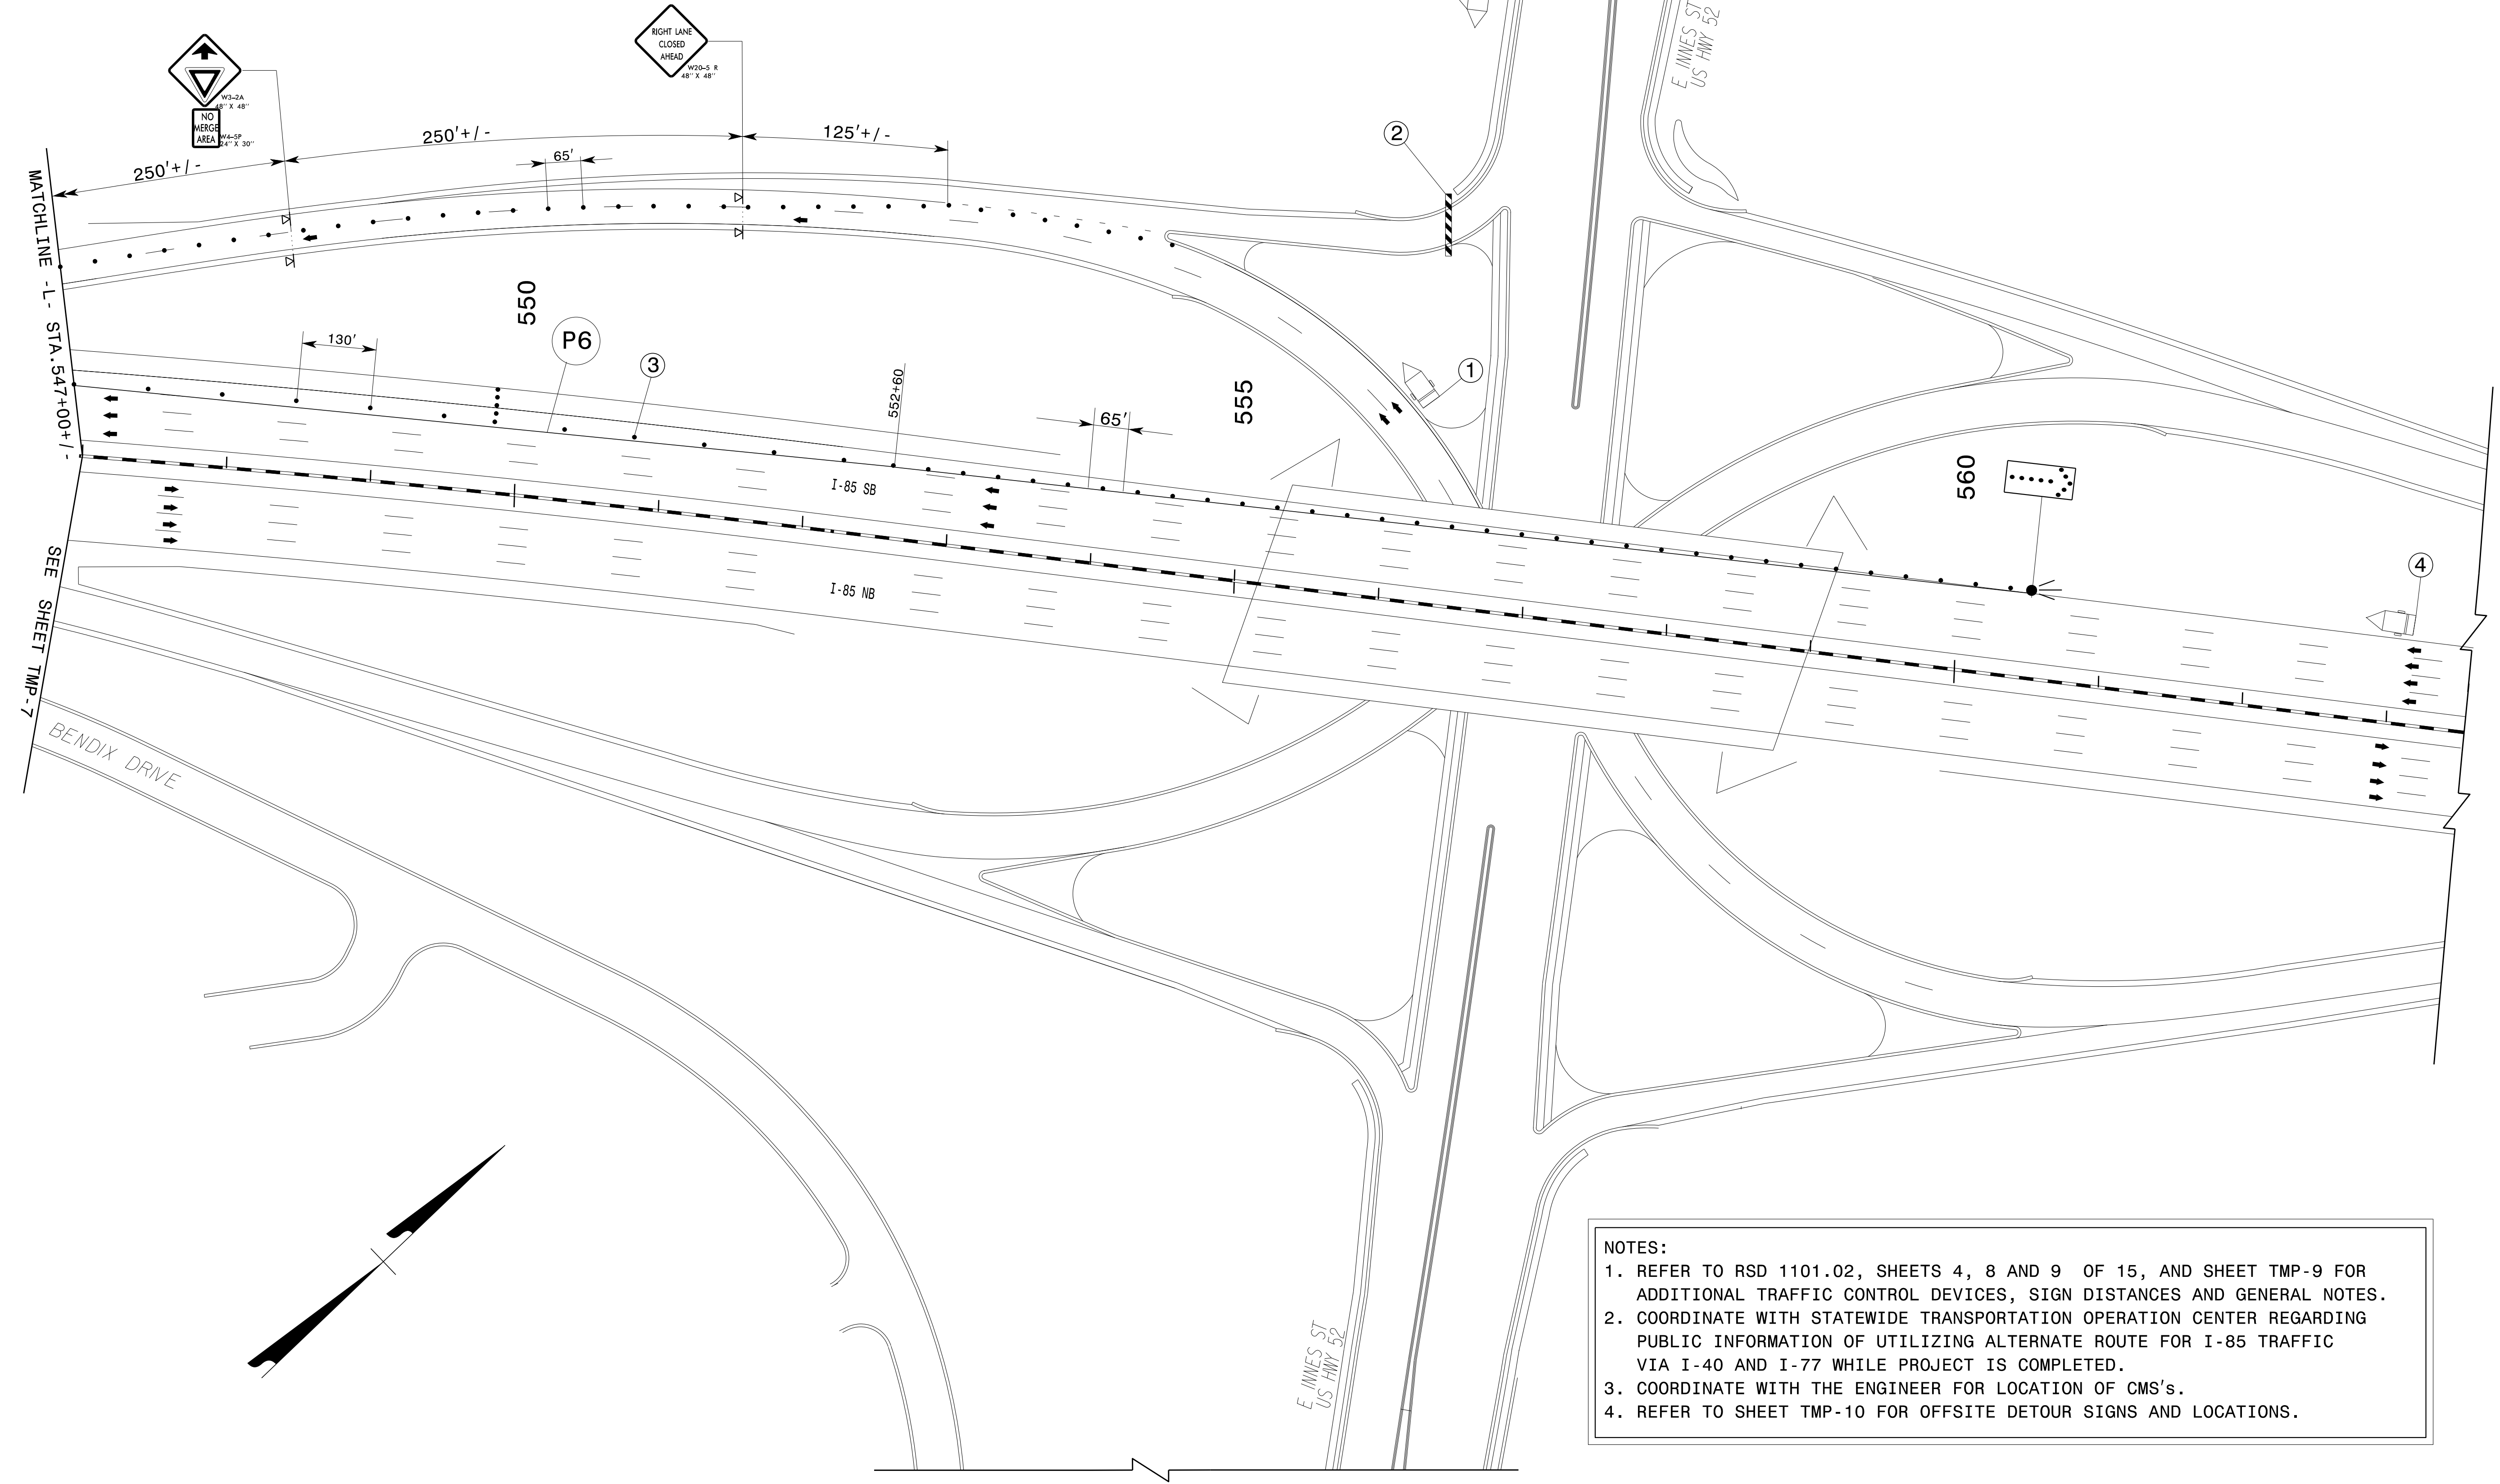 RIGHT LANE
CLOSED
AHEAD
W20-5 R
48'' X 48''
W3-2A
48'' X 48''
NO
MERGE
AREA
W4-5P
24'' X 30''
250'+/-
250'+/-
125'+/-
65'
2
E INNES ST
US HWY 52
MATCHLINE -L- STA.547+00+/-
SEE SHEET TMP-7
550
P6
130'
3
552+60
65'
555
1
560
4
I-85 SB
I-85 NB
BENDIX DRIVE
E INNES ST
US HWY 52
NOTES:
1. REFER TO RSD 1101.02, SHEETS 4, 8 AND 9 OF 15, AND SHEET TMP-9 FOR
ADDITIONAL TRAFFIC CONTROL DEVICES, SIGN DISTANCES AND GENERAL NOTES.
2. COORDINATE WITH STATEWIDE TRANSPORTATION OPERATION CENTER REGARDING
PUBLIC INFORMATION OF UTILIZING ALTERNATE ROUTE FOR I-85 TRAFFIC
VIA I-40 AND I-77 WHILE PROJECT IS COMPLETED.
3. COORDINATE WITH THE ENGINEER FOR LOCATION OF CMS's.
4. REFER TO SHEET TMP-10 FOR OFFSITE DETOUR SIGNS AND LOCATIONS.